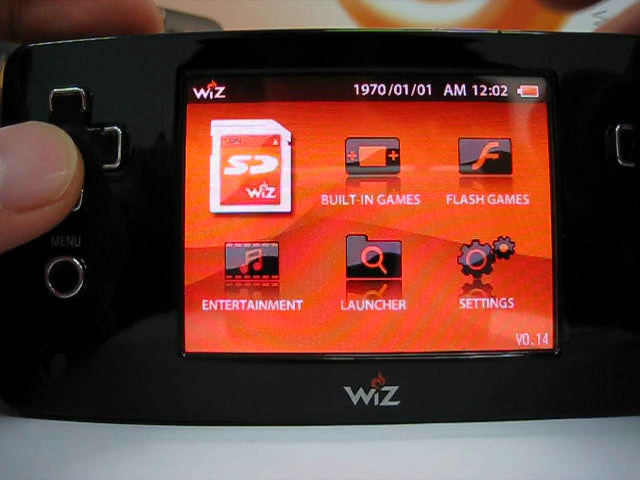 WiZ 1970/01/01 AM 12:02
SD
WiZ
BUILT-IN GAMES
FLASH GAMES
ENTERTAINMENT
LAUNCHER
SETTINGS
V0.14
MENU
WiZ